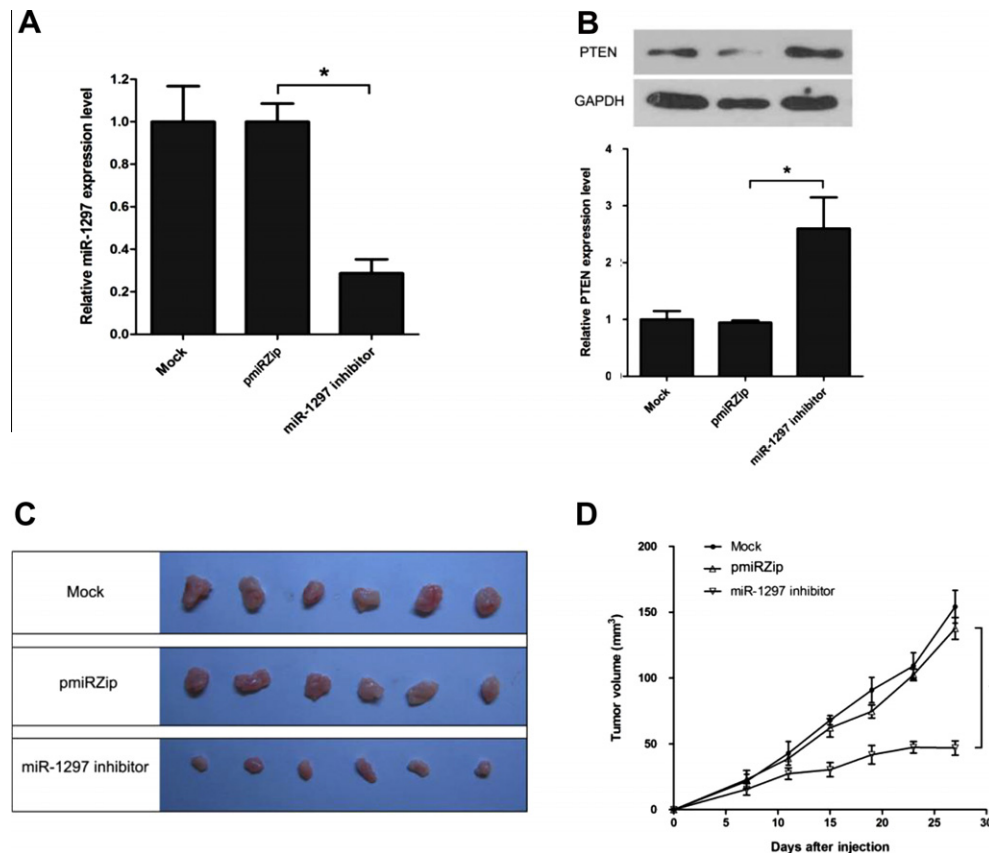 A
Relative miR-1297 expression level
1.2
1.0
0.8
0.6
0.4
0.2
0.0
*
Mock
pmiRZip
miR-1297 inhibitor
B
PTEN
GAPDH
Relative PTEN expression level
4
3
2
1
0
*
Mock
pmiRZip
miR-1297 inhibitor
C
Mock
pmiRZip
miR-1297 inhibitor
D
Tumor volume (mm³)
200
150
100
50
0
Mock
pmiRZip
miR-1297 inhibitor
0 5 10 15 20 25 30
Days after injection